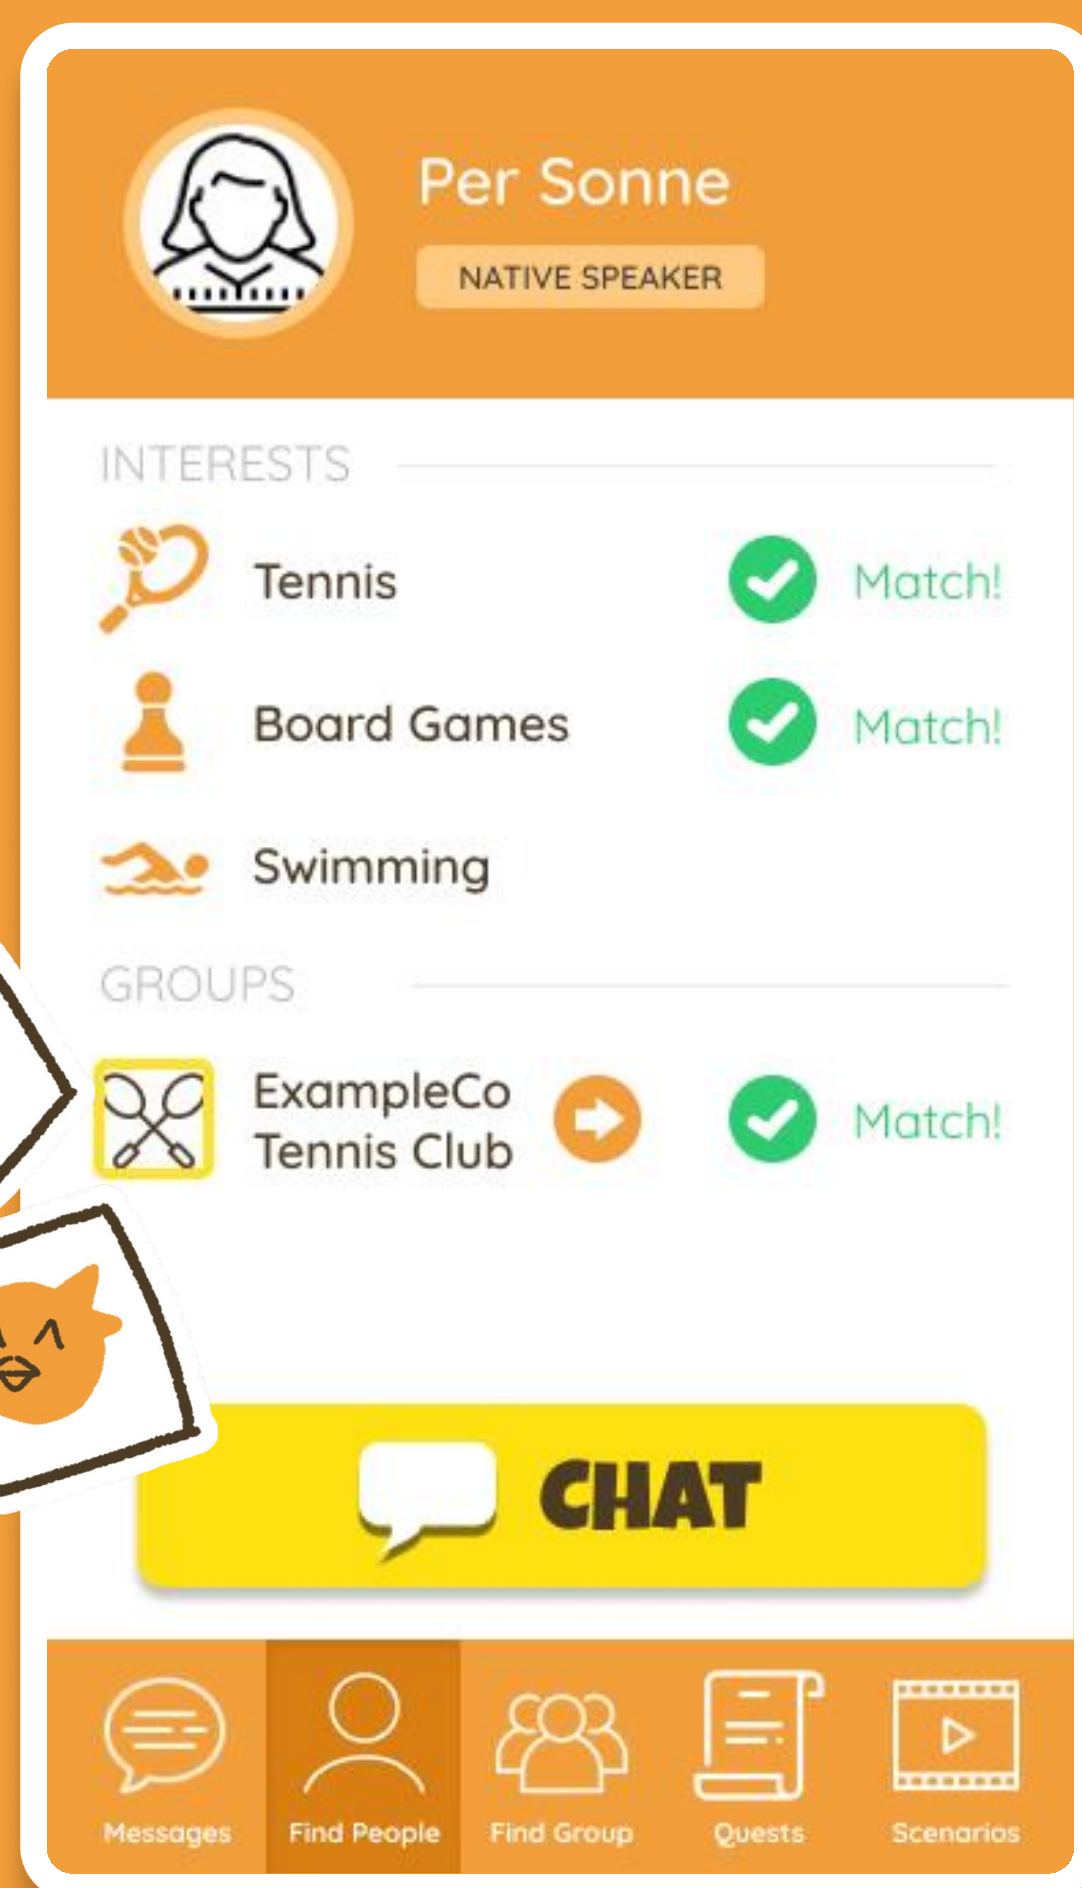 Per Sonne
NATIVE SPEAKER
INTERESTS
Tennis
Match!
Board Games
Match!
Swimming
GROUPS
ExampleCo
Tennis Club
Match!
CHAT
Messages
Find People
Find Group
Quests
Scenarios